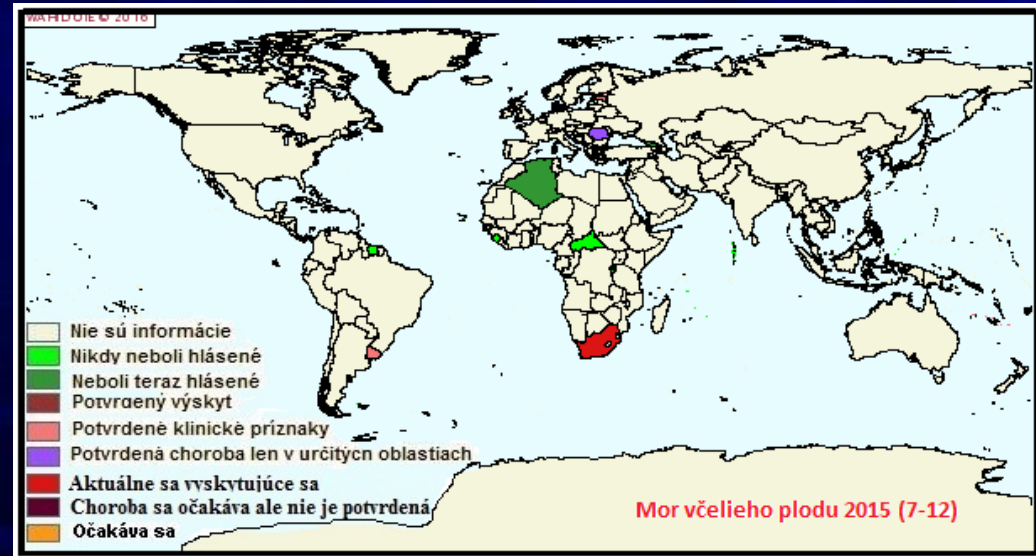 WAHID OIE © 2016
Nie sú informácie
Nikdy neboli hlásené
Neboli teraz hlásené
Potvrdený výskyt
Potvrdené klinické príznaky
Potvrdená choroba len v určitých oblastiach
Aktuálne sa vyskytujúce sa
Choroba sa očakáva ale nie je potvrdená
Očakáva sa
Mor včelieho plodu 2015 (7-12)